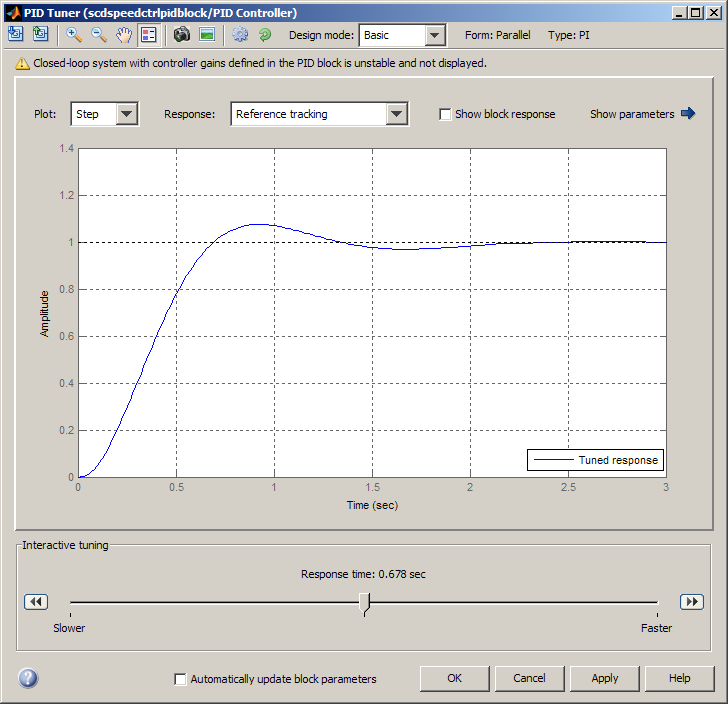 PID Tuner (scdspeedctrlpidblock/PID Controller)
Design mode: Basic Form: Parallel Type: PI
Closed-loop system with controller gains defined in the PID block is unstable and not displayed.
Plot: Step Response: Reference tracking Show block response Show parameters
1.4
1.2
1
0.8
0.6
0.4
0.2
0
Amplitude
Tuned response
0 0.5 1 1.5 2 2.5 3
Time (sec)
Interactive tuning
Response time: 0.678 sec
Slower Faster
? Automatically update block parameters OK Cancel Apply Help